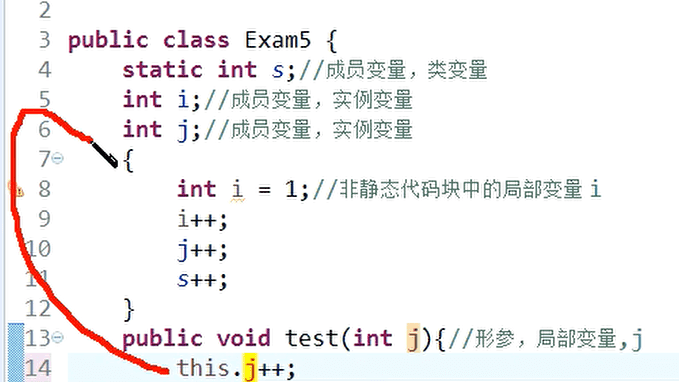 2
3 public class Exam5 {
4 static int s;//成员变量，类变量
5 int i;//成员变量，实例变量
6 int j;//成员变量，实例变量
7 {
8 int i = 1;//非静态代码块中的局部变量 i
9 i++;
10 j++;
11 s++;
12 }
13 public void test(int j){//形参，局部变量,j
14 this.j++;